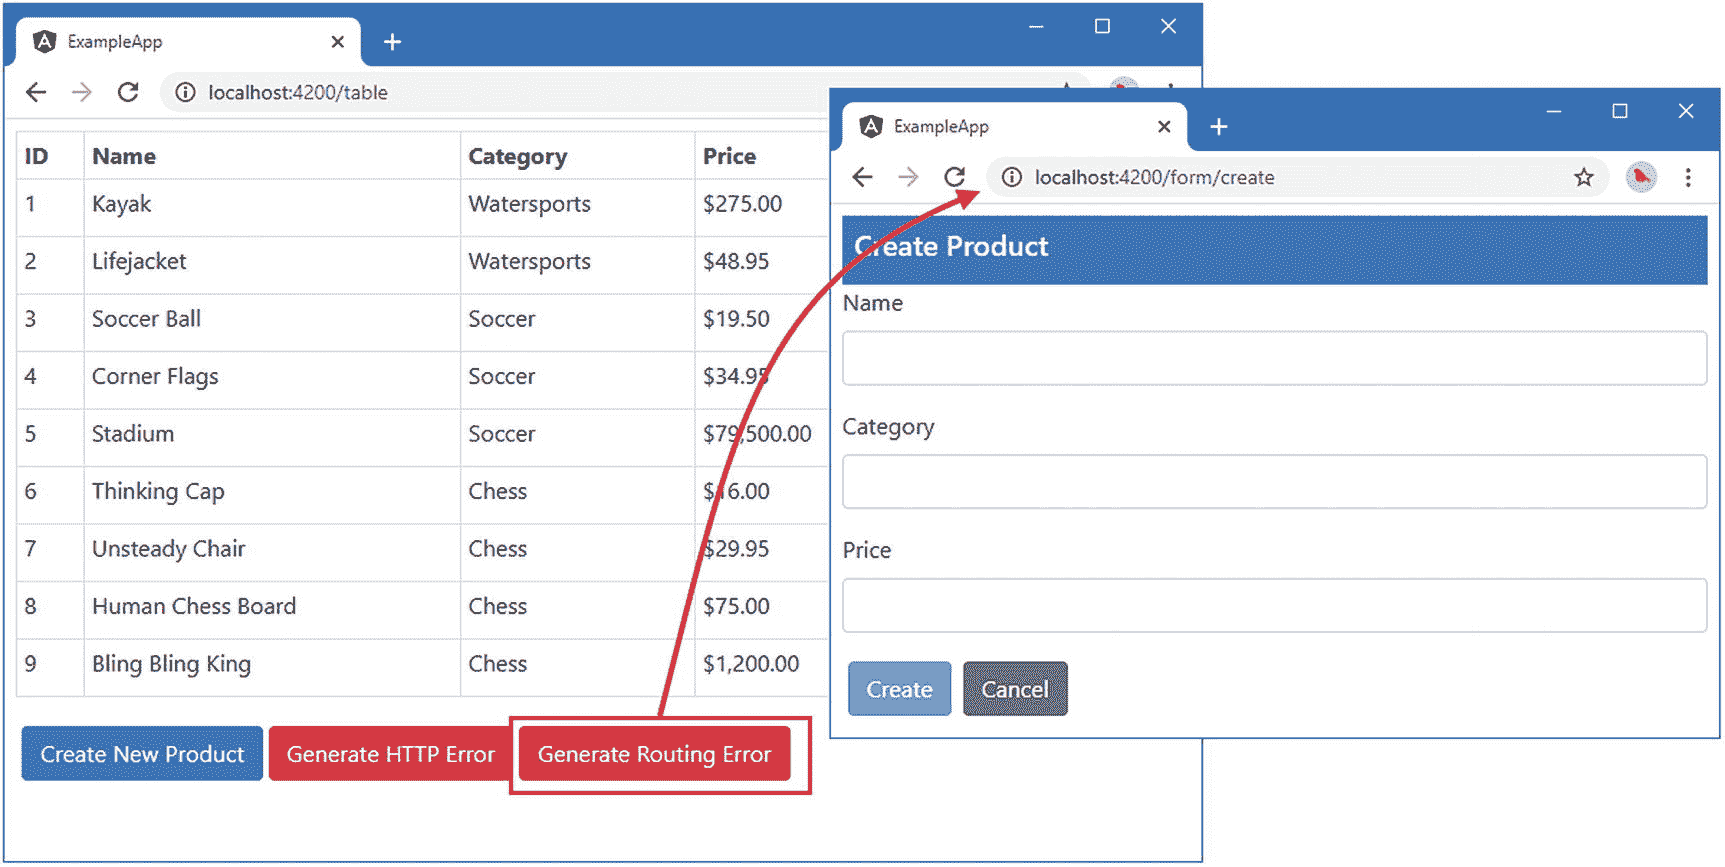 ExampleApp
localhost:4200/table
ID Name Category Price
1 Kayak Watersports $275.00
2 Lifejacket Watersports $48.95
3 Soccer Ball Soccer $19.50
4 Corner Flags Soccer $34.95
5 Stadium Soccer $79,500.00
6 Thinking Cap Chess $16.00
7 Unsteady Chair Chess $29.95
8 Human Chess Board Chess $75.00
9 Bling Bling King Chess $1,200.00
Create New Product Generate HTTP Error Generate Routing Error
ExampleApp
localhost:4200/form/create
Create Product
Name
Category
Price
Create Cancel